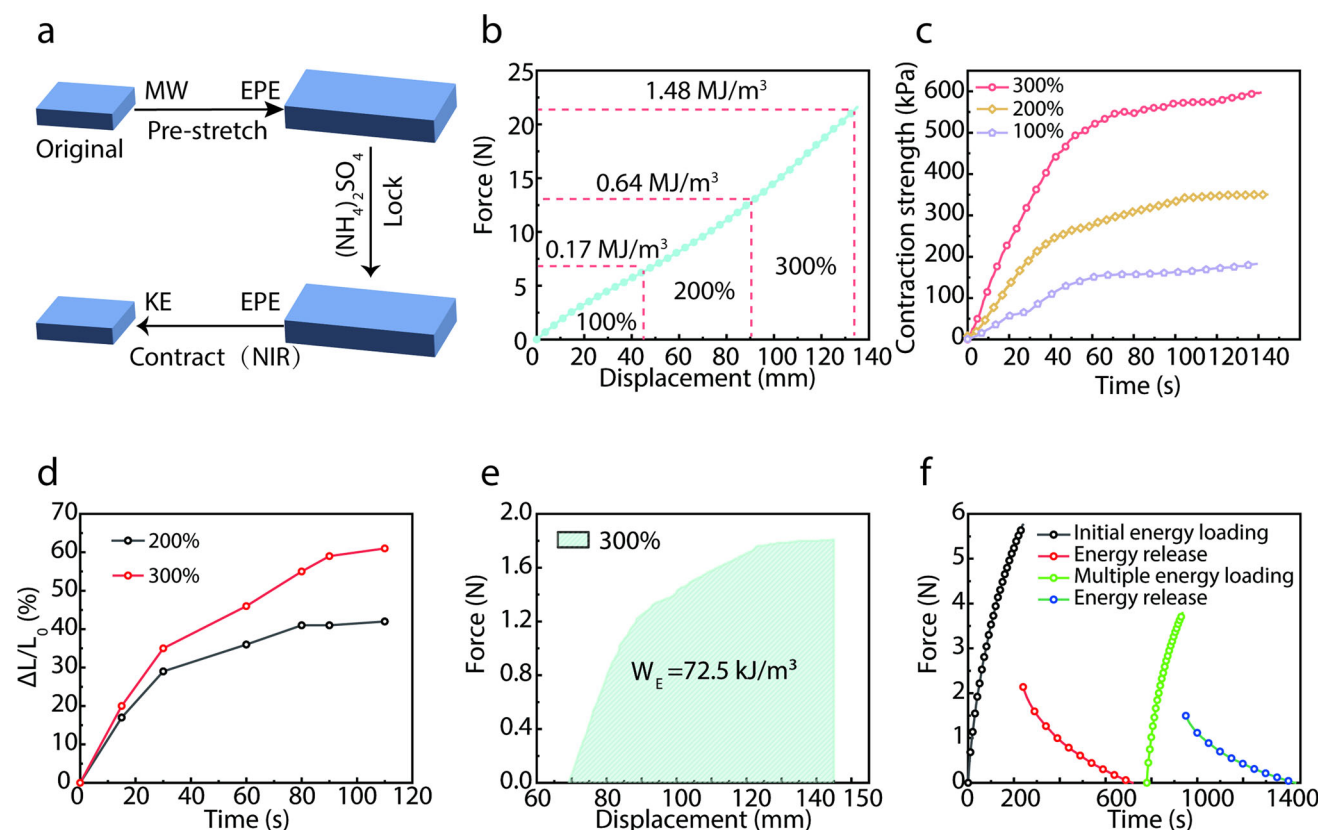 a
MW EPE
Pre-stretch
Original
(NH₄)₂SO₄
Lock
KE EPE
Contract（NIR）
b
25
20
15
10
5
0
Force (N)
1.48 MJ/m³
0.64 MJ/m³
0.17 MJ/m³
100%
200%
300%
0 20 40 60 80 100 120 140
Displacement (mm)
c
600
500
400
350
200
100
0
Contraction strength (kPa)
300%
200%
100%
0 20 40 60 80 100 120 140
Time (s)
d
70
60
50
40
30
20
10
0
ΔL/L₀ (%)
200%
300%
0 20 40 60 80 100 120
Time (s)
e
2.0
1.6
1.2
0.8
0.4
0.0
Force (N)
300%
W_E =72.5 kJ/m³
60 80 100 120 140 150
Displacement (mm)
f
6
5
4
3
2
1
0
Force (N)
Initial energy loading
Energy release
Multiple energy loading
Energy release
0 200 600 1000 1400
Time (s)